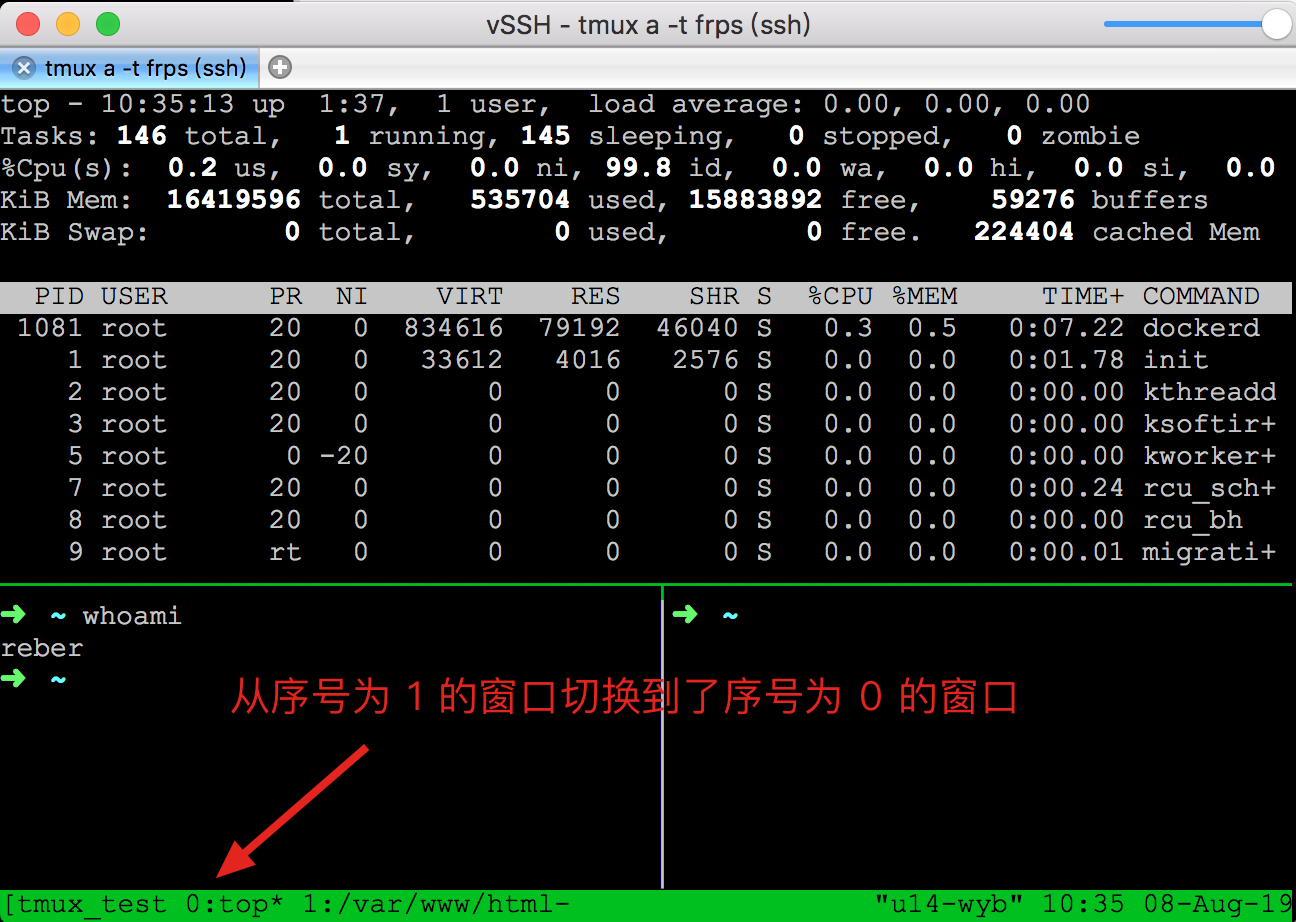 vSSH - tmux a -t frps (ssh)
tmux a -t frps (ssh)
top - 10:35:13 up  1:37,  1 user,  load average: 0.00, 0.00, 0.00
Tasks: 146 total,   1 running, 145 sleeping,   0 stopped,   0 zombie
%Cpu(s):  0.2 us,  0.0 sy,  0.0 ni, 99.8 id,  0.0 wa,  0.0 hi,  0.0 si,  0.0
KiB Mem:  16419596 total,   535704 used, 15883892 free,    59276 buffers
KiB Swap:        0 total,        0 used,        0 free.   224404 cached Mem
PID USER      PR  NI    VIRT    RES    SHR S  %CPU %MEM     TIME+ COMMAND
1081 root      20   0  834616  79192  46040 S   0.3  0.5   0:07.22 dockerd
1 root      20   0   33612   4016   2576 S   0.0  0.0   0:01.78 init
2 root      20   0       0      0      0 S   0.0  0.0   0:00.00 kthreadd
3 root      20   0       0      0      0 S   0.0  0.0   0:00.00 ksoftir+
5 root       0 -20       0      0      0 S   0.0  0.0   0:00.00 kworker+
7 root      20   0       0      0      0 S   0.0  0.0   0:00.24 rcu_sch+
8 root      20   0       0      0      0 S   0.0  0.0   0:00.00 rcu_bh
9 root      rt   0       0      0      0 S   0.0  0.0   0:00.01 migrati+
➜  ~ whoami
reber
➜  ~
➜  ~
从序号为 1 的窗口切换到了序号为 0 的窗口
[tmux_test 0:top* 1:/var/www/html-    "u14-wyb" 10:35 08-Aug-19